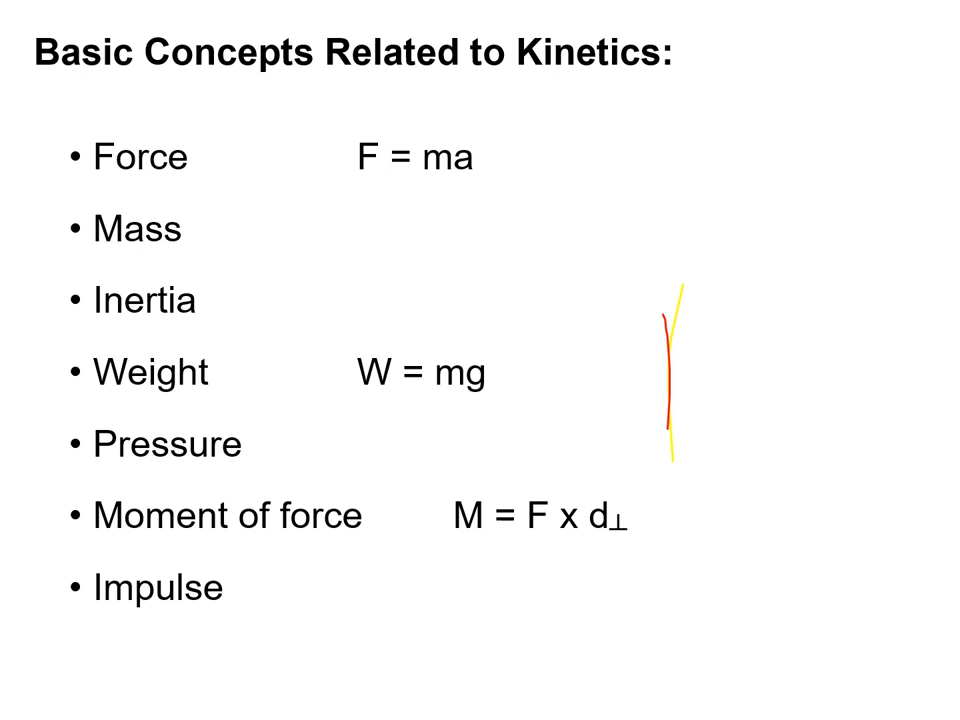 Basic Concepts Related to Kinetics:
• Force F = ma
• Mass
• Inertia
• Weight W = mg
• Pressure
• Moment of force M = F x d⊥
• Impulse